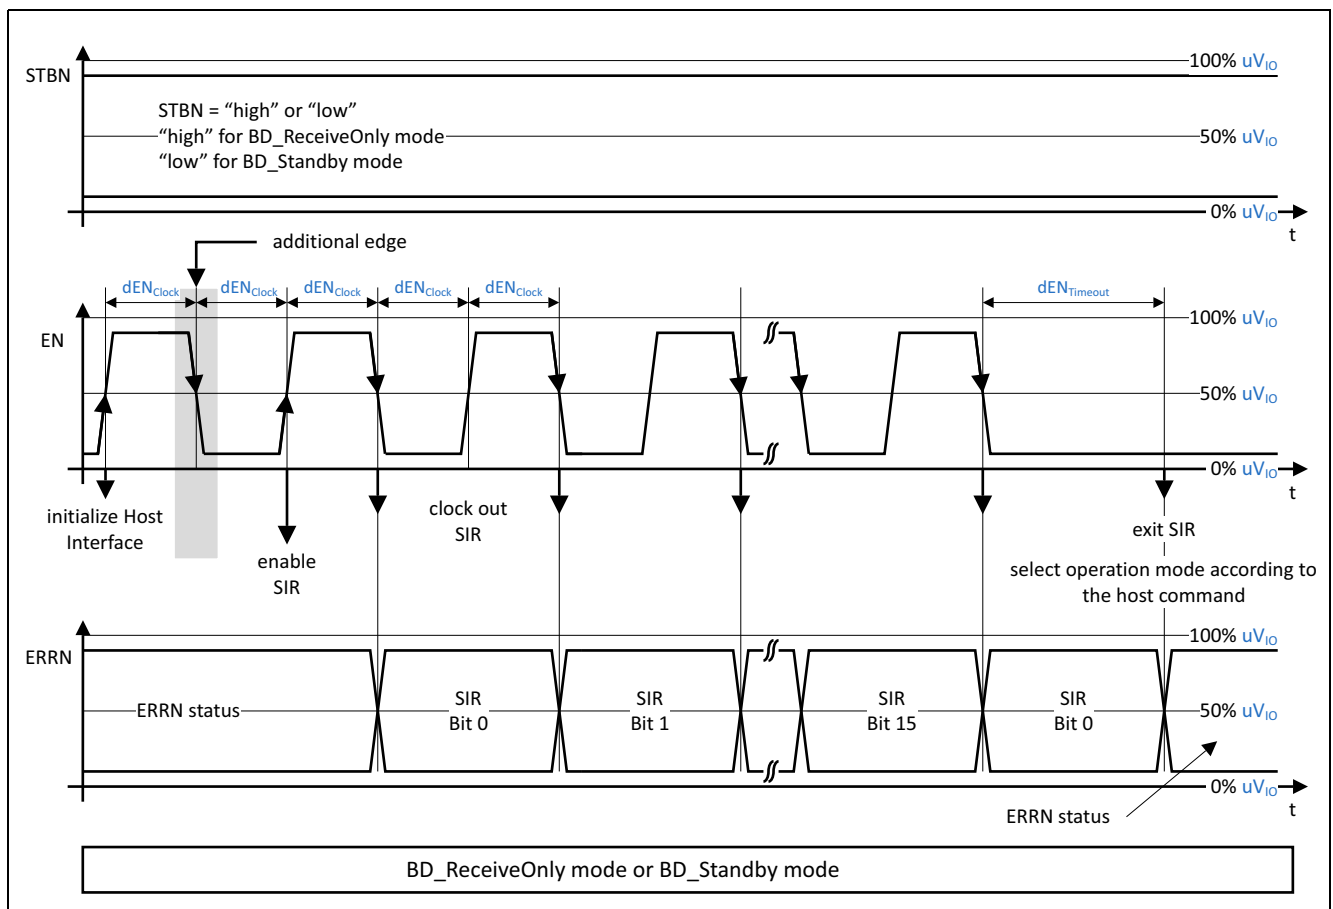 100% uVIO
STBN
STBN = “high” or “low”
“high” for BD_ReceiveOnly mode
50% uVIO
“low” for BD_Standby mode
0% uVIO
t
additional edge
dENClock
dENClock
dENClock
dENClock
dENClock
dENTimeout
100% uVIO
EN
50% uVIO
0% uVIO
t
initialize Host
Interface
enable
SIR
clock out
SIR
exit SIR
select operation mode according to
the host command
100% uVIO
ERRN
ERRN status
SIR
Bit 0
SIR
Bit 1
SIR
Bit 15
SIR
Bit 0
50% uVIO
0% uVIO
t
ERRN status
BD_ReceiveOnly mode or BD_Standby mode